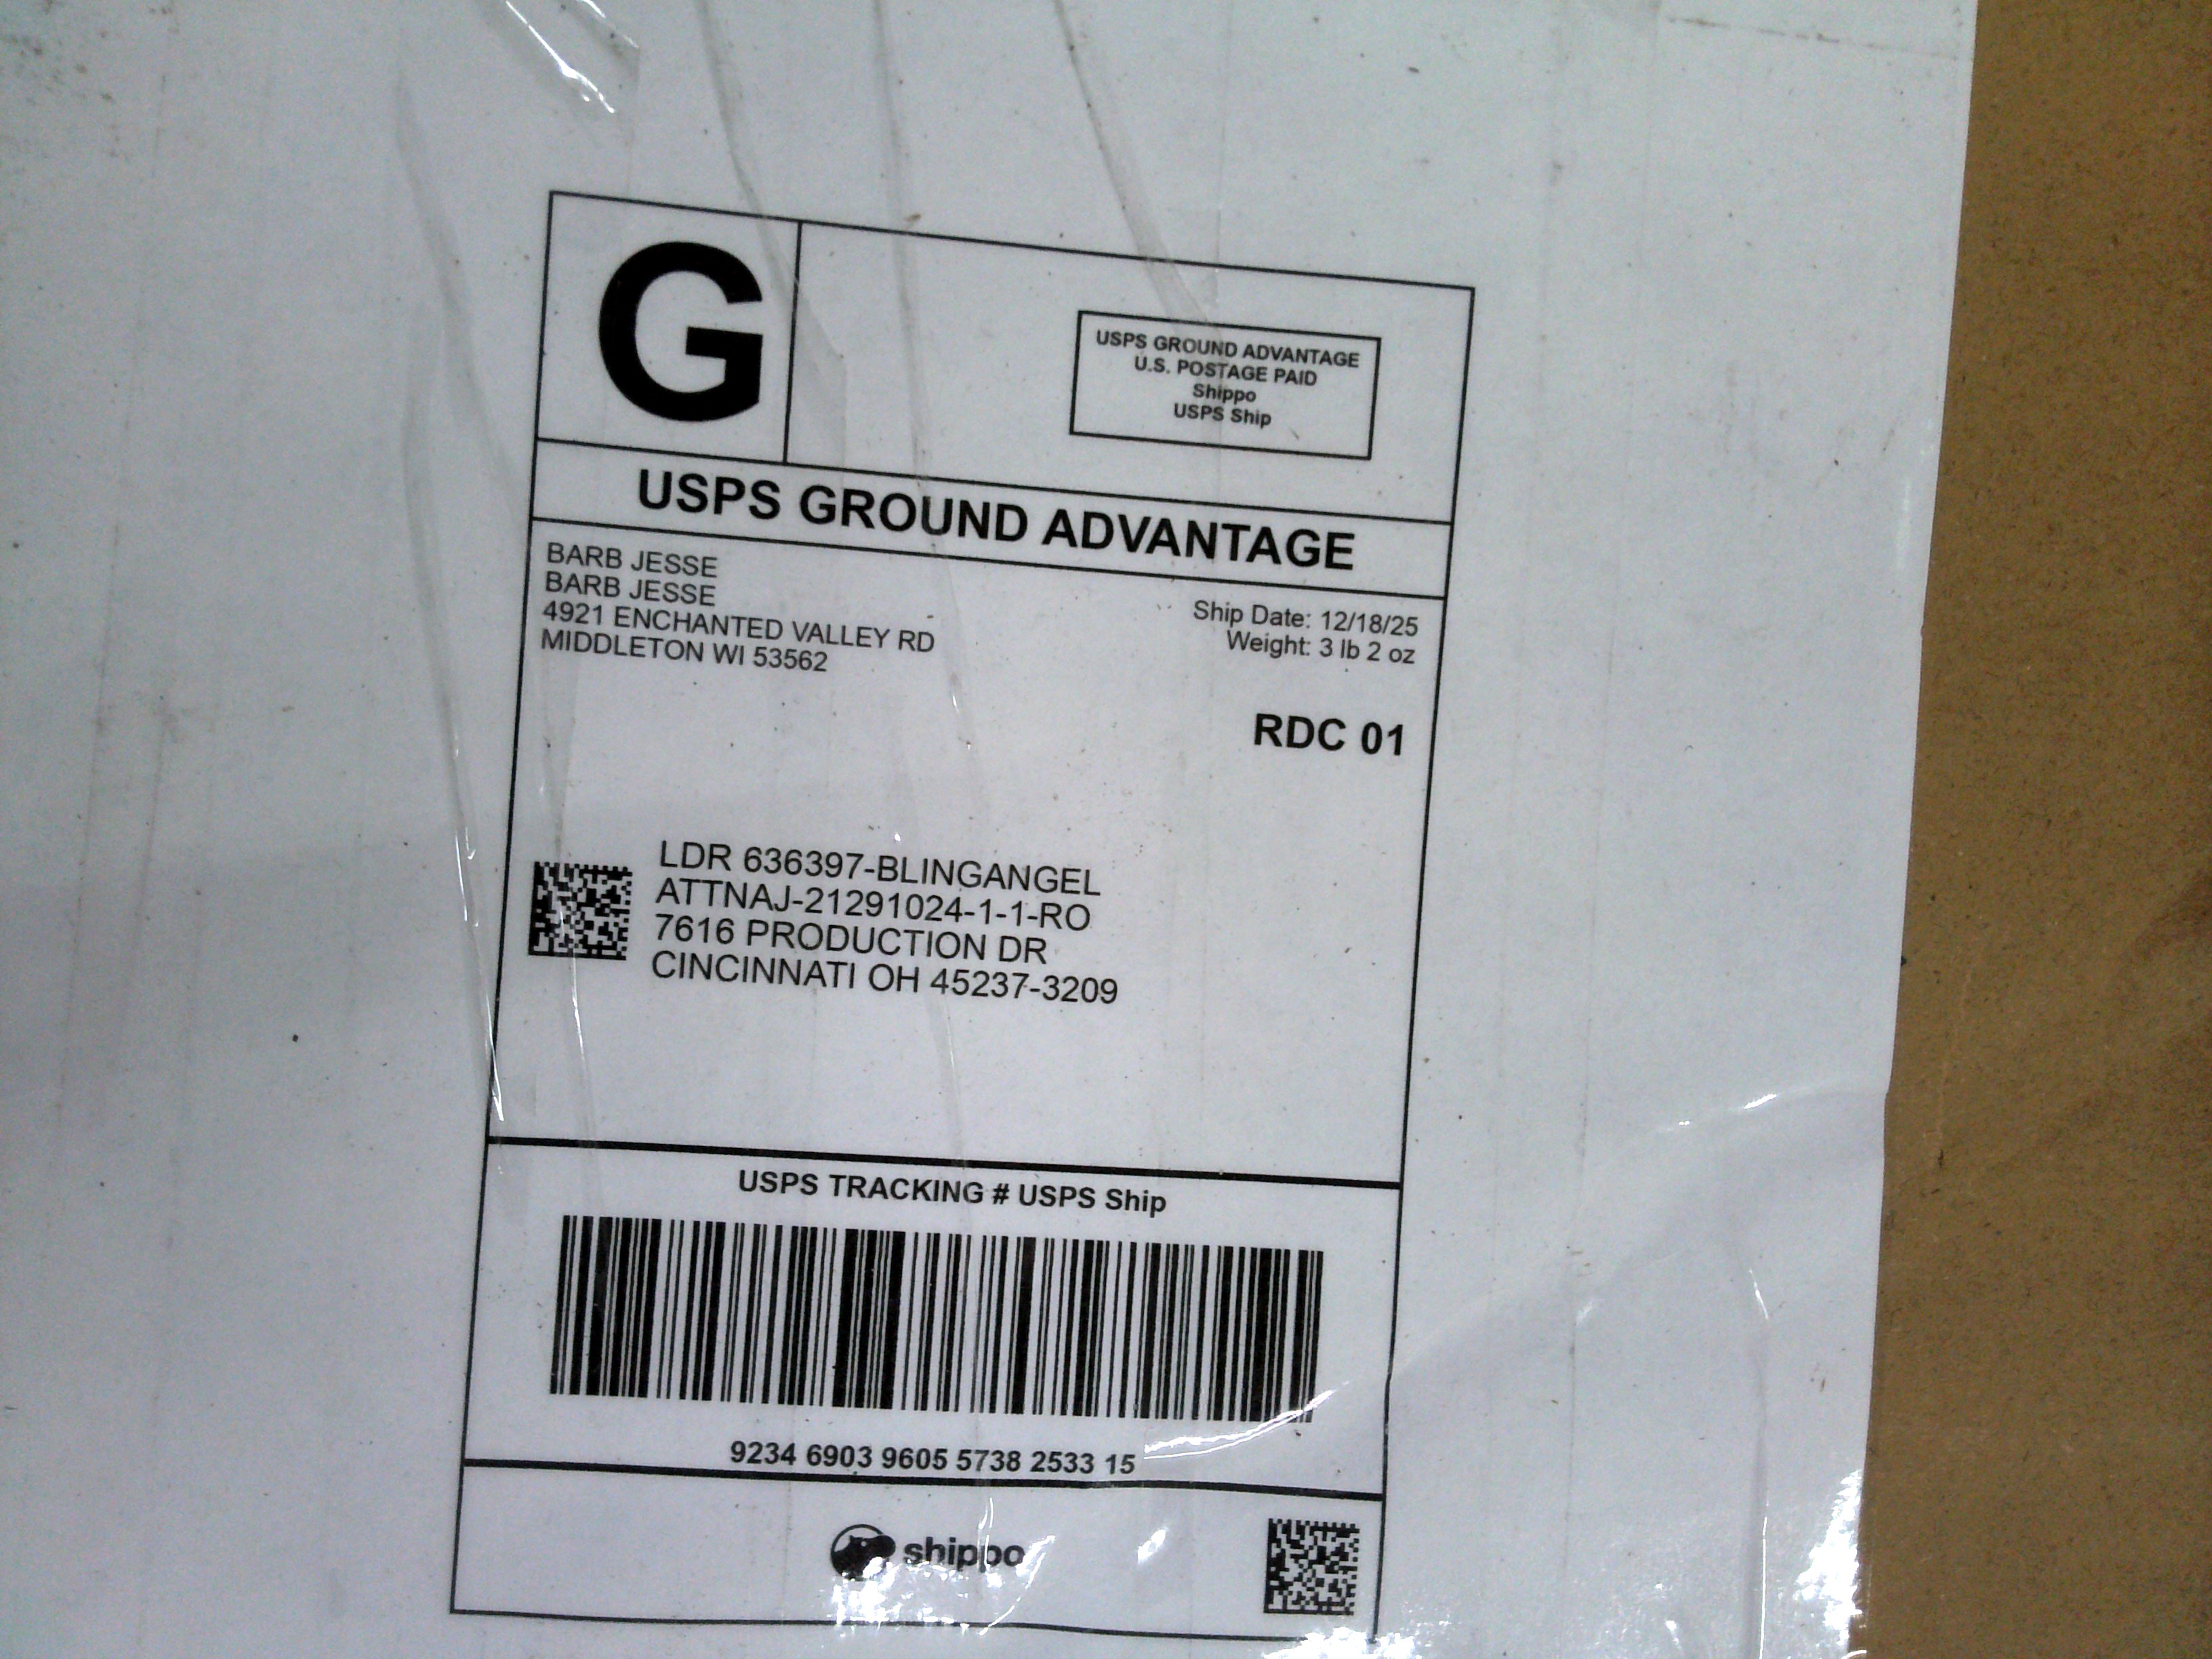 G
USPS GROUND ADVANTAGE
U.S. POSTAGE PAID
Shippo
USPS Ship
USPS GROUND ADVANTAGE
BARB JESSE
BARB JESSE
4921 ENCHANTED VALLEY RD
MIDDLETON WI 53562
Ship Date: 12/18/25
Weight: 3 lb 2 oz
RDC 01
LDR 636397-BLINGANGEL
ATTNAJ-21291024-1-1-RO
7616 PRODUCTION DR
CINCINNATI OH 45237-3209
USPS TRACKING # USPS Ship
9234 6903 9605 5738 2533 15
shippo